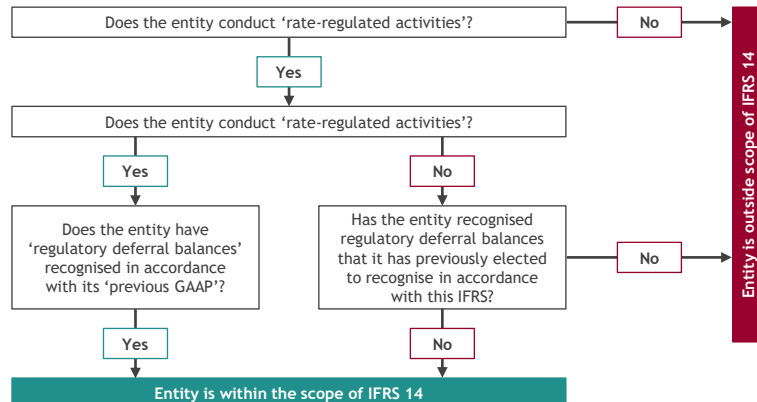 Does the entity conduct ‘rate-regulated activities’?
No
Yes
Does the entity conduct ‘rate-regulated activities’?
Yes
No
Does the entity have
‘regulatory deferral balances’
recognised in accordance
with its ‘previous GAAP’?
Has the entity recognised
regulatory deferral balances
that it has previously elected
to recognise in accordance
with this IFRS?
No
Yes
No
Entity is within the scope of IFRS 14
Entity is outside scope of IFRS 14